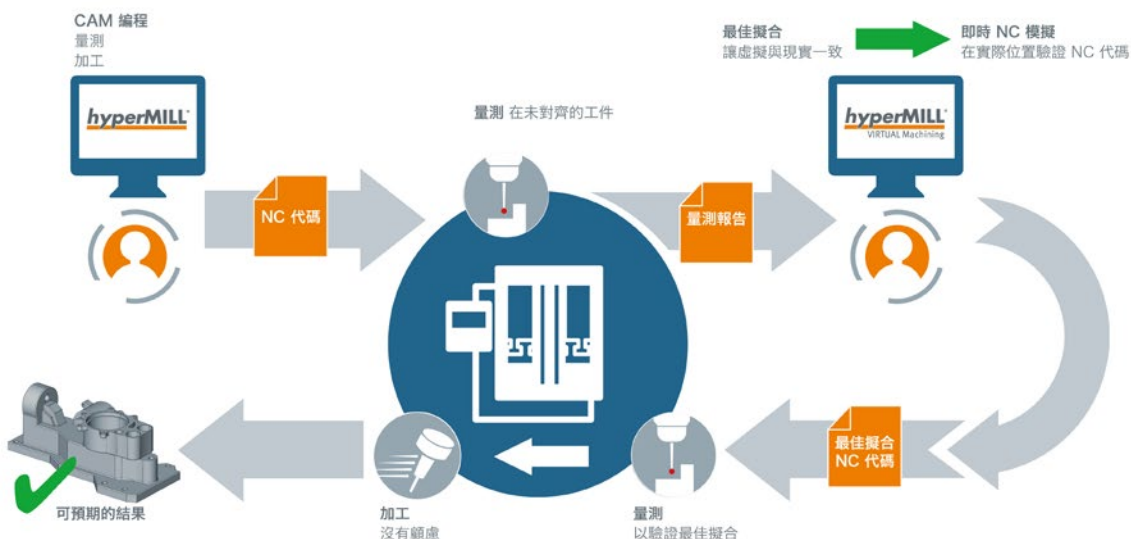 CAM 編程
量測
加工
hyperMILL®
NC 代碼
量測 在未對齊的工件
量測報告
最佳擬合
讓虛擬與現實一致
即時 NC 模擬
在實際位置驗證 NC 代碼
hyperMILL®
VIRTUAL Machining
最佳擬合
NC 代碼
量測
以驗證最佳擬合
加工
沒有顧慮
可預期的結果